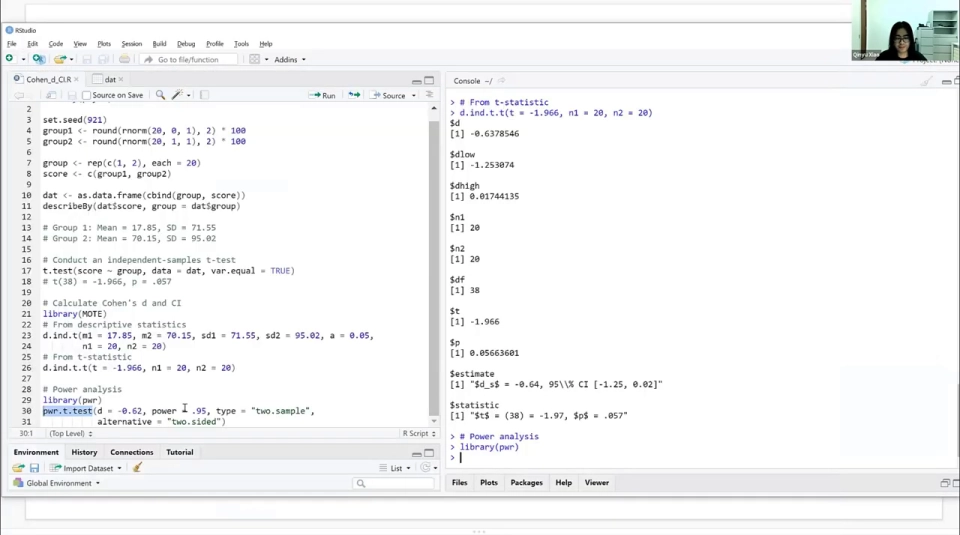 RStudio
File Edit Code View Plots Session Build Debug Profile Tools Help
Go to file/function Addins
Cohen_d_CI.R dat
Source on Save Run Source
2
3 set.seed(921)
4 group1 <- round(rnorm(20, 0, 1), 2) * 100
5 group2 <- round(rnorm(20, 1, 1), 2) * 100
6
7 group <- rep(c(1, 2), each = 20)
8 score <- c(group1, group2)
9
10 dat <- as.data.frame(cbind(group, score))
11 describeBy(dat$score, group = dat$group)
12
13 # Group 1: Mean = 17.85, SD = 71.55
14 # Group 2: Mean = 70.15, SD = 95.02
15
16 # Conduct an independent-samples t-test
17 t.test(score ~ group, data = dat, var.equal = TRUE)
18 # t(38) = -1.966, p = .057
19
20 # Calculate Cohen's d and CI
21 library(MOTE)
22 # From descriptive statistics
23 d.ind.t(m1 = 17.85, m2 = 70.15, sd1 = 71.55, sd2 = 95.02, a = 0.05,
24 n1 = 20, n2 = 20)
25 # From t-statistic
26 d.ind.t.t(t = -1.966, n1 = 20, n2 = 20)
27
28 # Power analysis
29 library(pwr)
30 pwr.t.test(d = -0.62, power = .95, type = "two.sample",
31 alternative = "two.sided")
30:1 (Top Level) R Script
Environment History Connections Tutorial
Import Dataset List
Global Environment
Console ~/
> # From t-statistic
> d.ind.t.t(t = -1.966, n1 = 20, n2 = 20)
$d
[1] -0.6378546
$dlow
[1] -1.253074
$dhigh
[1] 0.01744135
$n1
[1] 20
$n2
[1] 20
$df
[1] 38
$t
[1] -1.966
$p
[1] 0.05663601
$estimate
[1] "$d_s$ = -0.64, 95\\% CI [-1.25, 0.02]"
$statistic
[1] "$t$ = (38) = -1.97, $p$ = .057"
> # Power analysis
> library(pwr)
>
Files Plots Packages Help Viewer